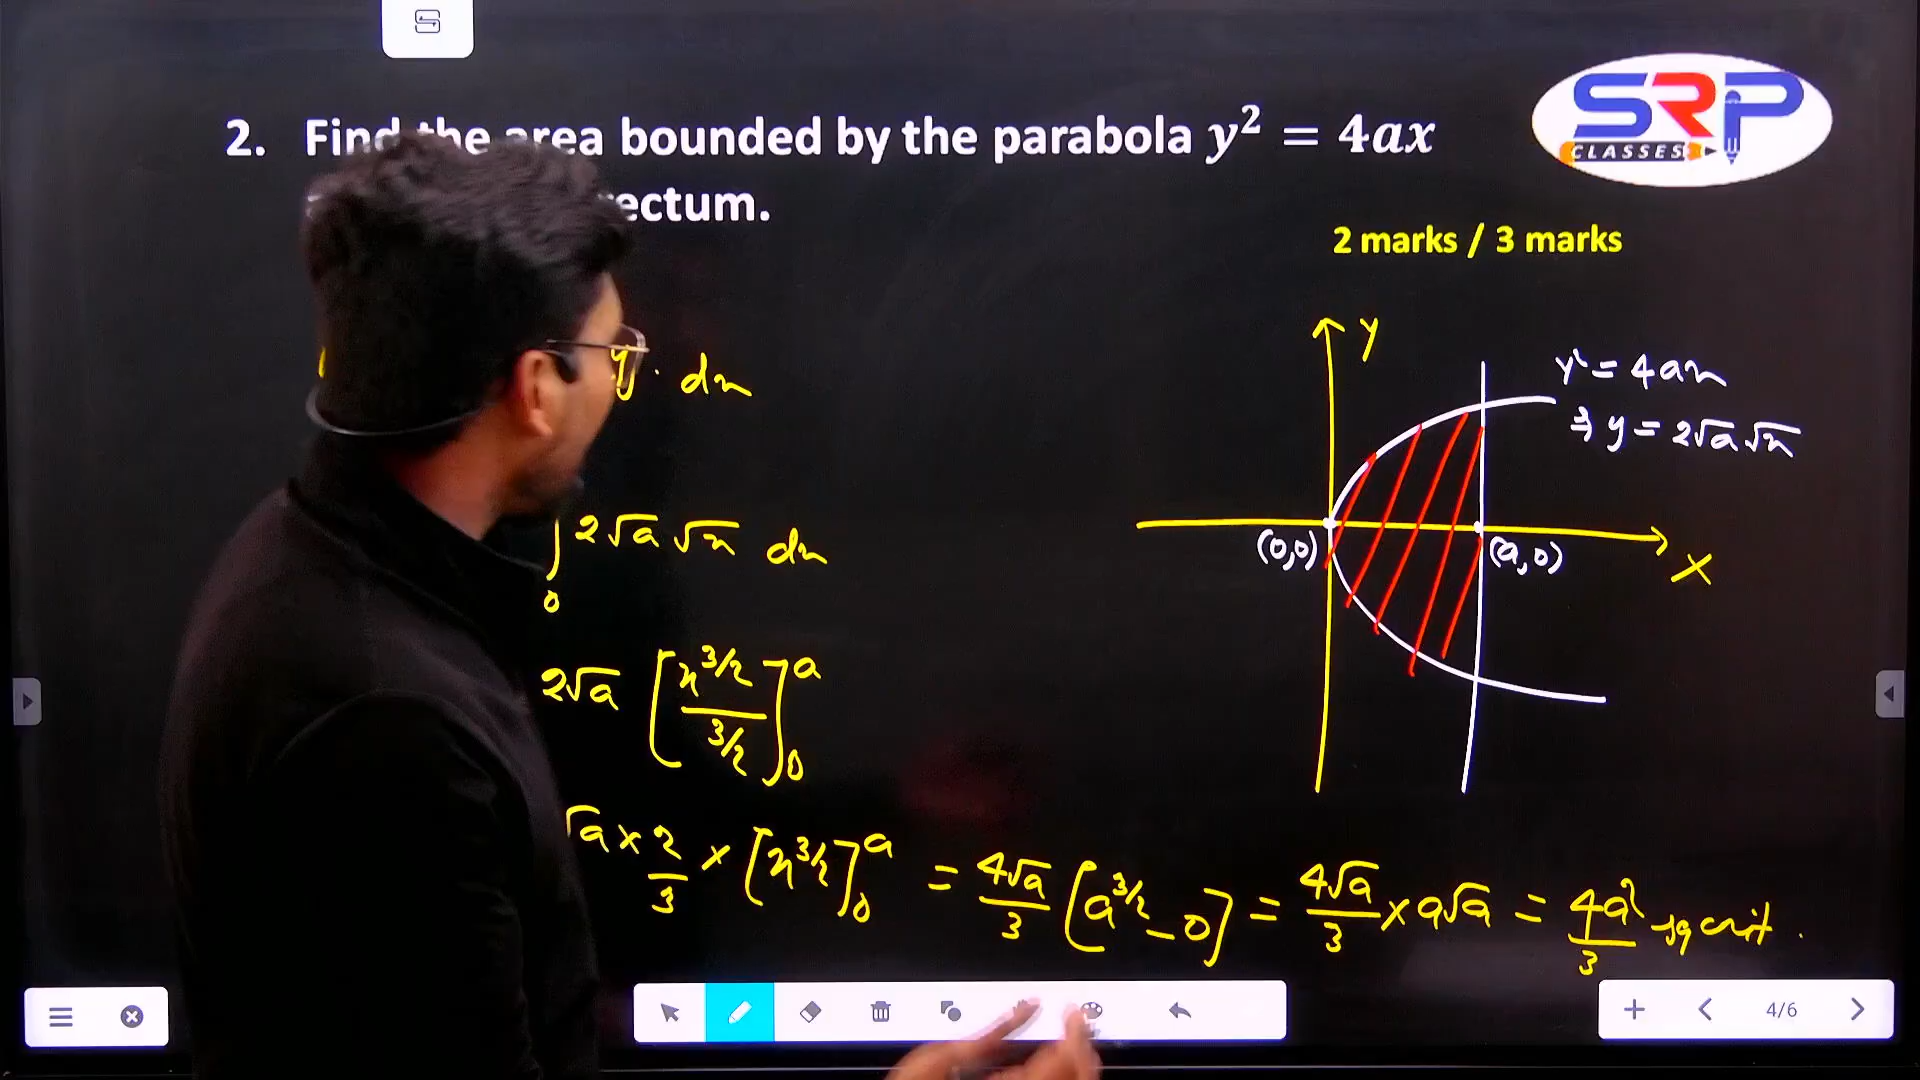 2. Find the area bounded by the parabola y² = 4ax
ectum.
SRP
CLASSES
2 marks / 3 marks
Y
y² = 4ax
⇒ y = 2√a √x
(0,0)
(a,0)
X
y. dx
∫₀ 2√a √x dx
2√a [x^3/2 / 3/2]₀^a
√a × 2/3 × [x^3/2]₀^a = 4√a/3 [a^3/2 - 0] = 4√a/3 × a√a = 4a²/3 sq unit.
4/6